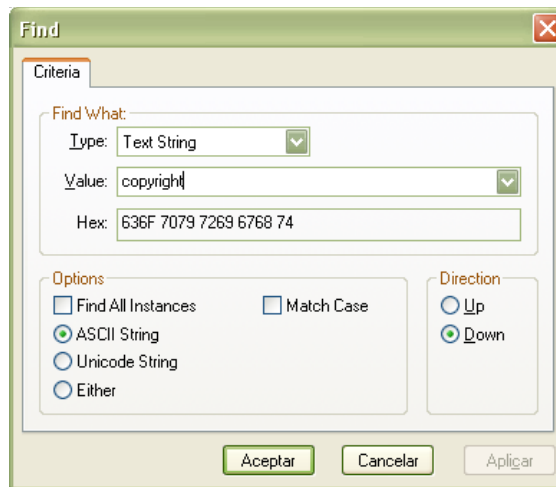 Find
Criteria
Find What:
Type: Text String
Value: copyright
Hex: 636F 7079 7269 6768 74
Options
Find All Instances Match Case
ASCII String
Unicode String
Either
Direction
Up
Down
Aceptar Cancelar Aplicar